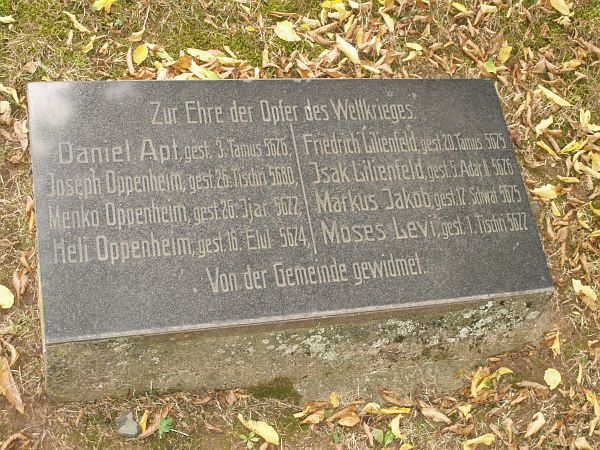 Zur Ehre der Opfer des Weltkrieges.
Daniel Apt, gest. 3. Tamus 5676,
Joseph Oppenheim, gest. 26. Tischri 5680,
Menko Oppenheim, gest. 26. Ijar 5677,
Heli Oppenheim, gest. 16. Elul 5674,
Friedrich Lilienfeld, gest. 20. Tamus 5675
Isak Lilienfeld, gest. 5. Adar II 5676
Markus Jakob, gest. 12. Schwat 5675
Moses Levi, gest. 1. Tischri 5677
Von der Gemeinde gewidmet.